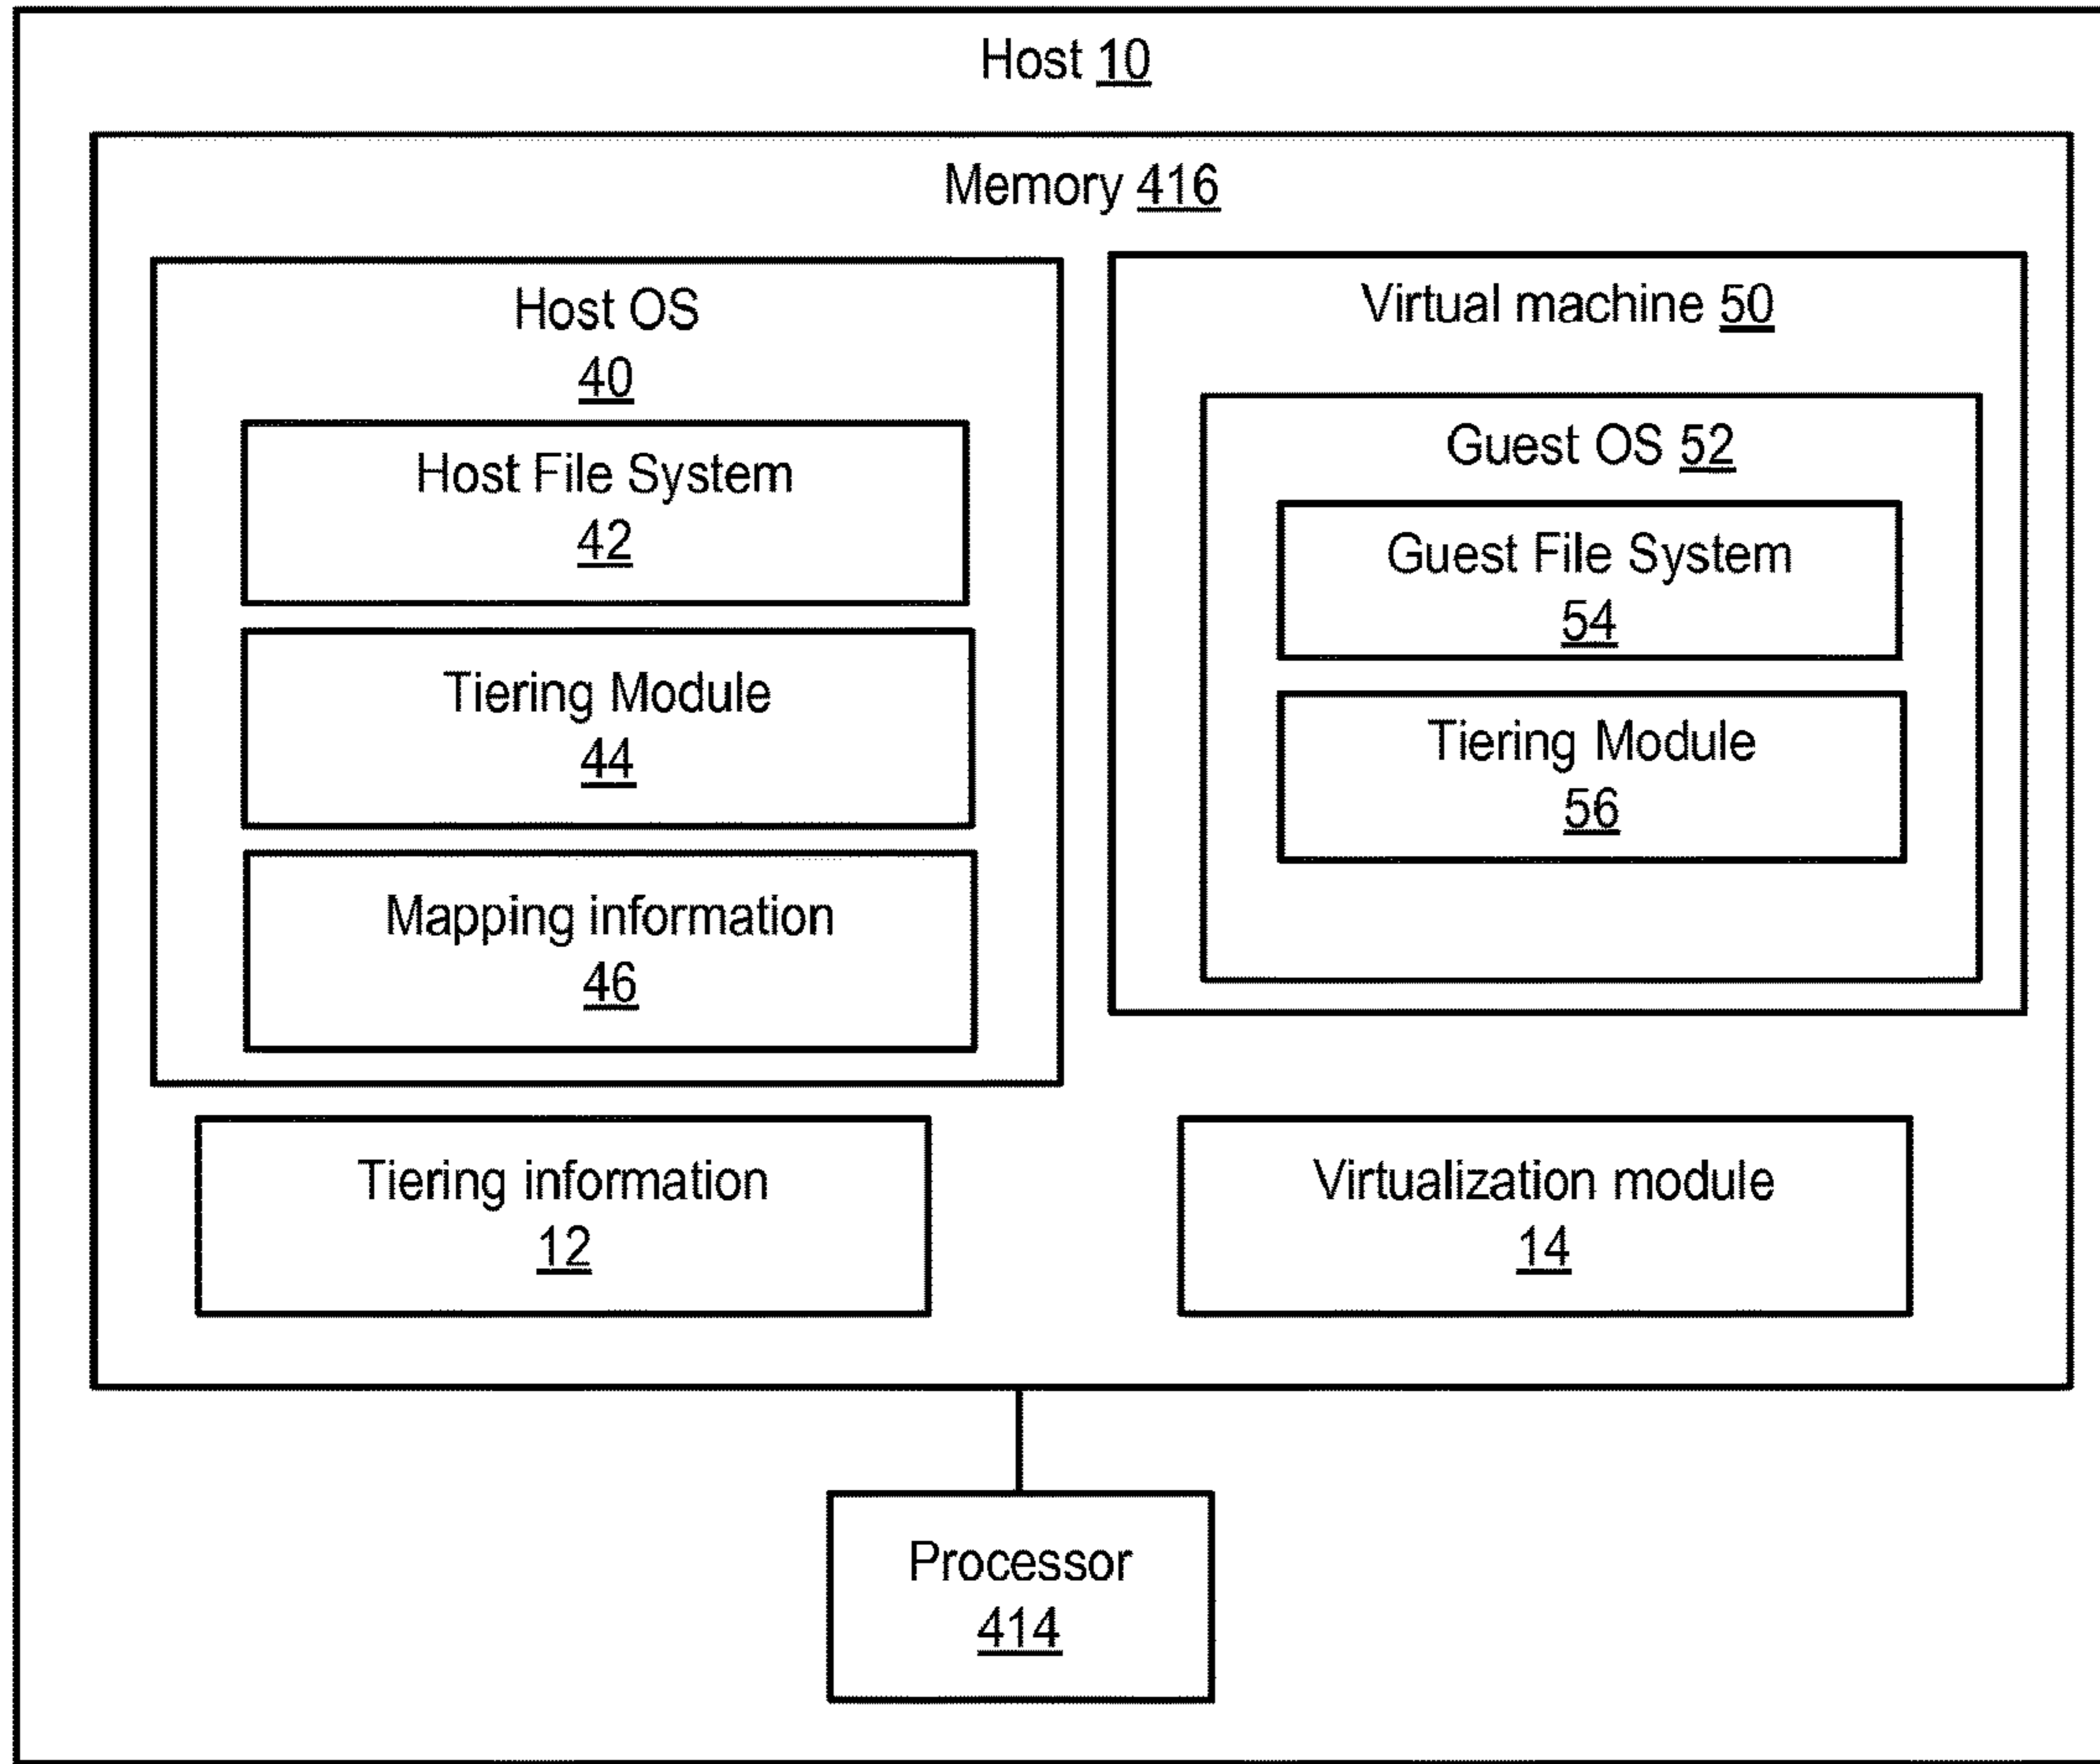 Host 10
Memory 416
Host OS
40
Host File System
42
Tiering Module
44
Mapping information
46
Virtual machine 50
Guest OS 52
Guest File System
54
Tiering Module
56
Tiering information
12
Virtualization module
14
Processor
414